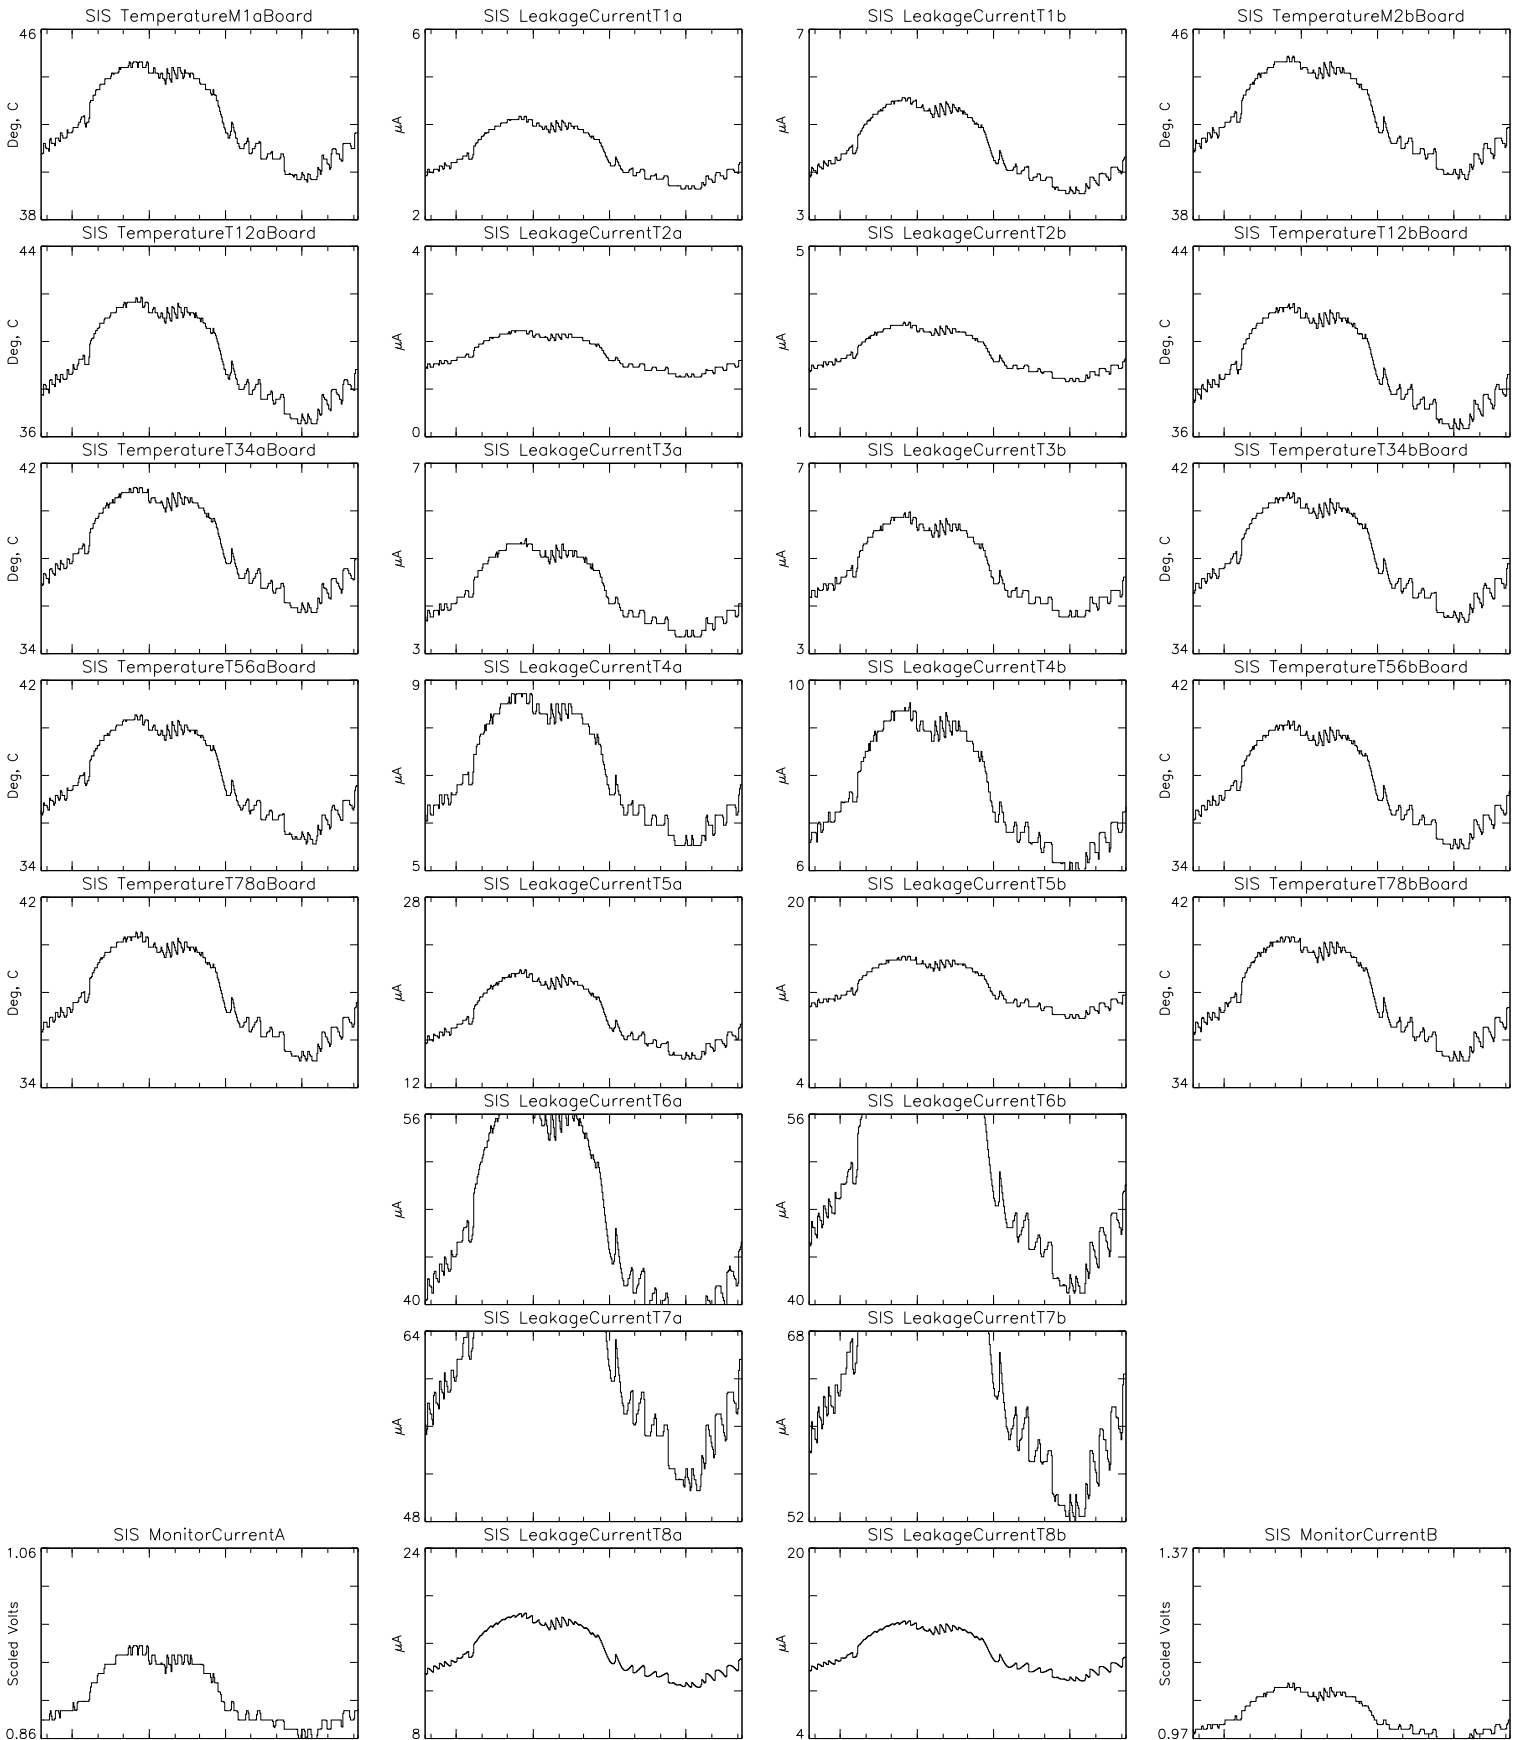 SIS TemperatureM1aBoard
46
Deg, C
38
SIS LeakageCurrentT1a
6
μA
2
SIS LeakageCurrentT1b
7
μA
3
SIS TemperatureM2bBoard
46
Deg, C
38
SIS TemperatureT12aBoard
44
Deg, C
36
SIS LeakageCurrentT2a
4
μA
0
SIS LeakageCurrentT2b
5
μA
1
SIS TemperatureT12bBoard
44
Deg, C
36
SIS TemperatureT34aBoard
42
Deg, C
34
SIS LeakageCurrentT3a
7
μA
3
SIS LeakageCurrentT3b
7
μA
3
SIS TemperatureT34bBoard
42
Deg, C
34
SIS TemperatureT56aBoard
42
Deg, C
34
SIS LeakageCurrentT4a
9
μA
5
SIS LeakageCurrentT4b
10
μA
6
SIS TemperatureT56bBoard
42
Deg, C
34
SIS TemperatureT78aBoard
42
Deg, C
34
SIS LeakageCurrentT5a
28
μA
12
SIS LeakageCurrentT5b
20
μA
4
SIS TemperatureT78bBoard
42
Deg, C
34
SIS LeakageCurrentT6a
56
μA
40
SIS LeakageCurrentT6b
56
μA
40
SIS LeakageCurrentT7a
64
μA
48
SIS LeakageCurrentT7b
68
μA
52
SIS MonitorCurrentA
1.06
Scaled Volts
0.86
SIS LeakageCurrentT8a
24
μA
8
SIS LeakageCurrentT8b
20
μA
4
SIS MonitorCurrentB
1.37
Scaled Volts
0.97